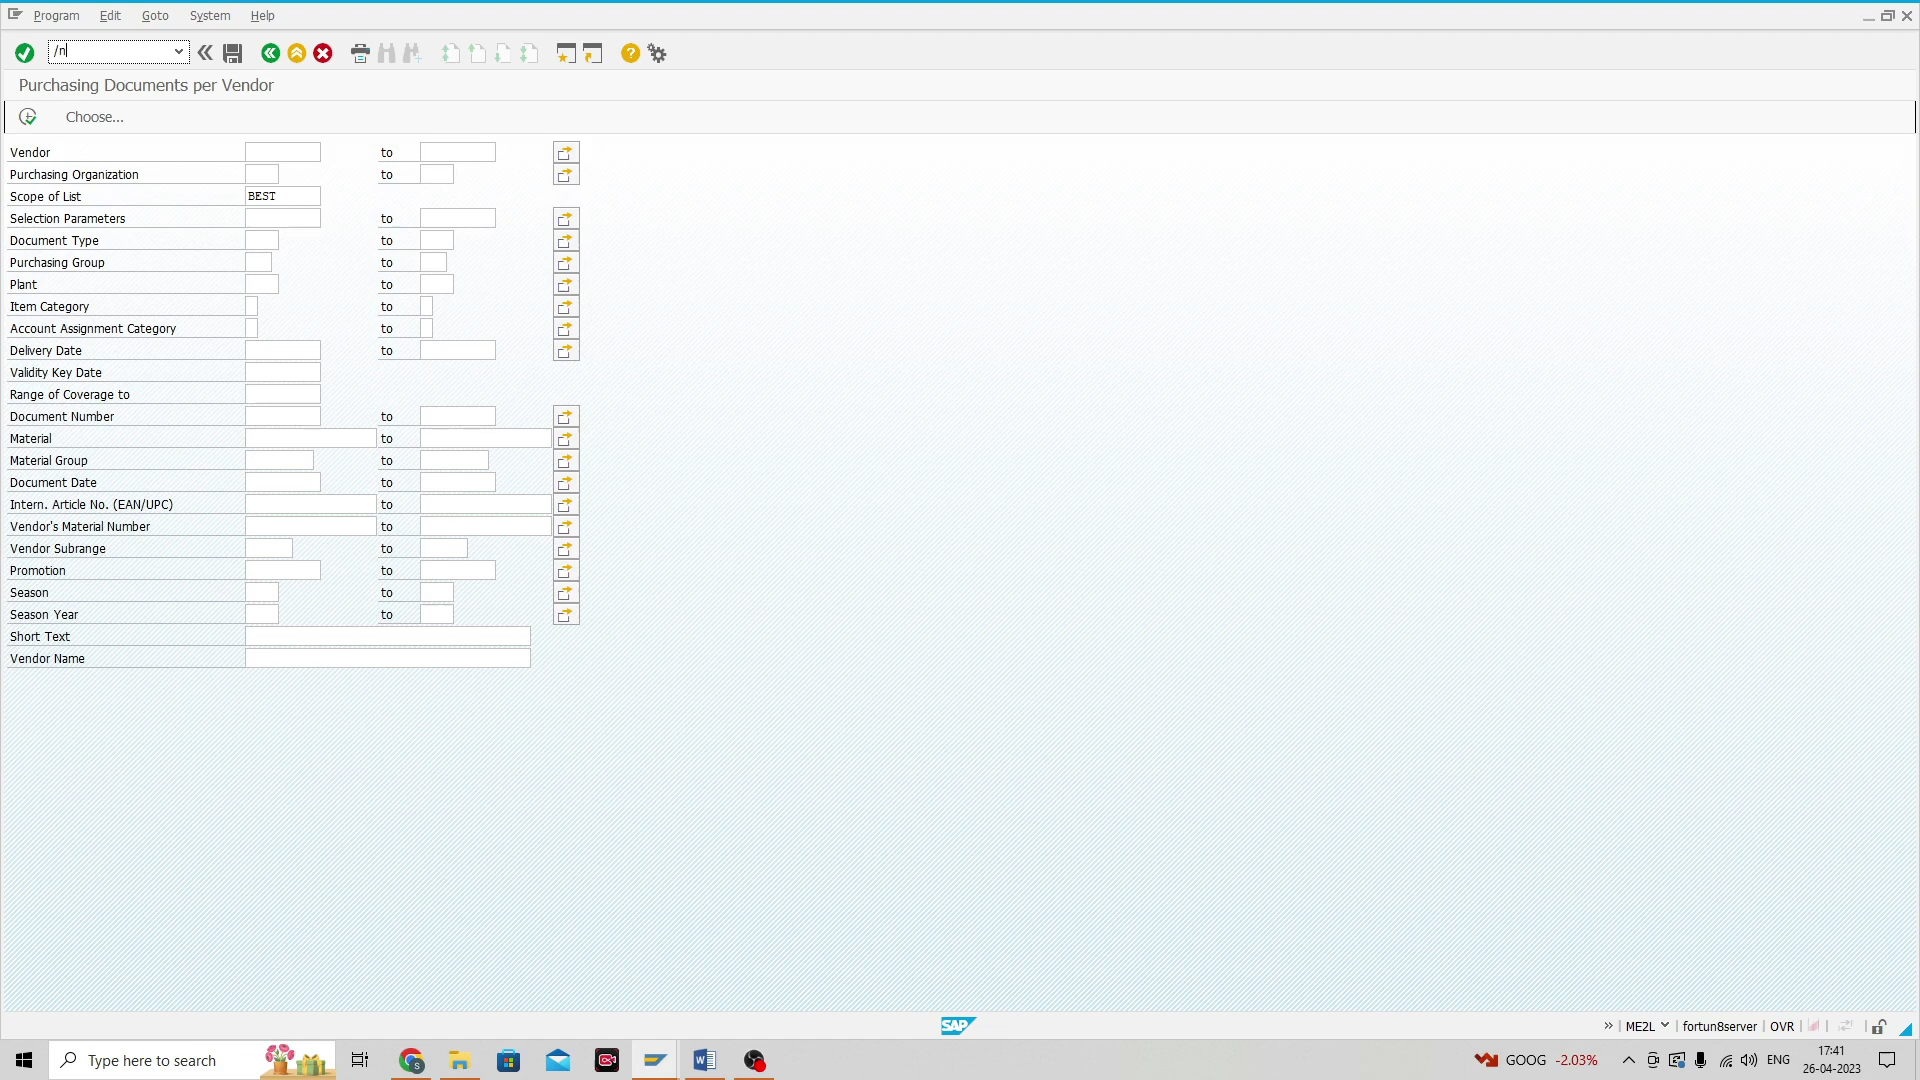 Program Edit Goto System Help
/n
Purchasing Documents per Vendor
Choose...
Vendor to
Purchasing Organization to
Scope of List BEST
Selection Parameters to
Document Type to
Purchasing Group to
Plant to
Item Category to
Account Assignment Category to
Delivery Date to
Validity Key Date
Range of Coverage to
Document Number to
Material to
Material Group to
Document Date to
Intern. Article No. (EAN/UPC) to
Vendor's Material Number to
Vendor Subrange to
Promotion to
Season to
Season Year to
Short Text
Vendor Name
SAP
ME2L fortun8server OVR
Type here to search GOOG -2.03% ENG 17:41
26-04-2023